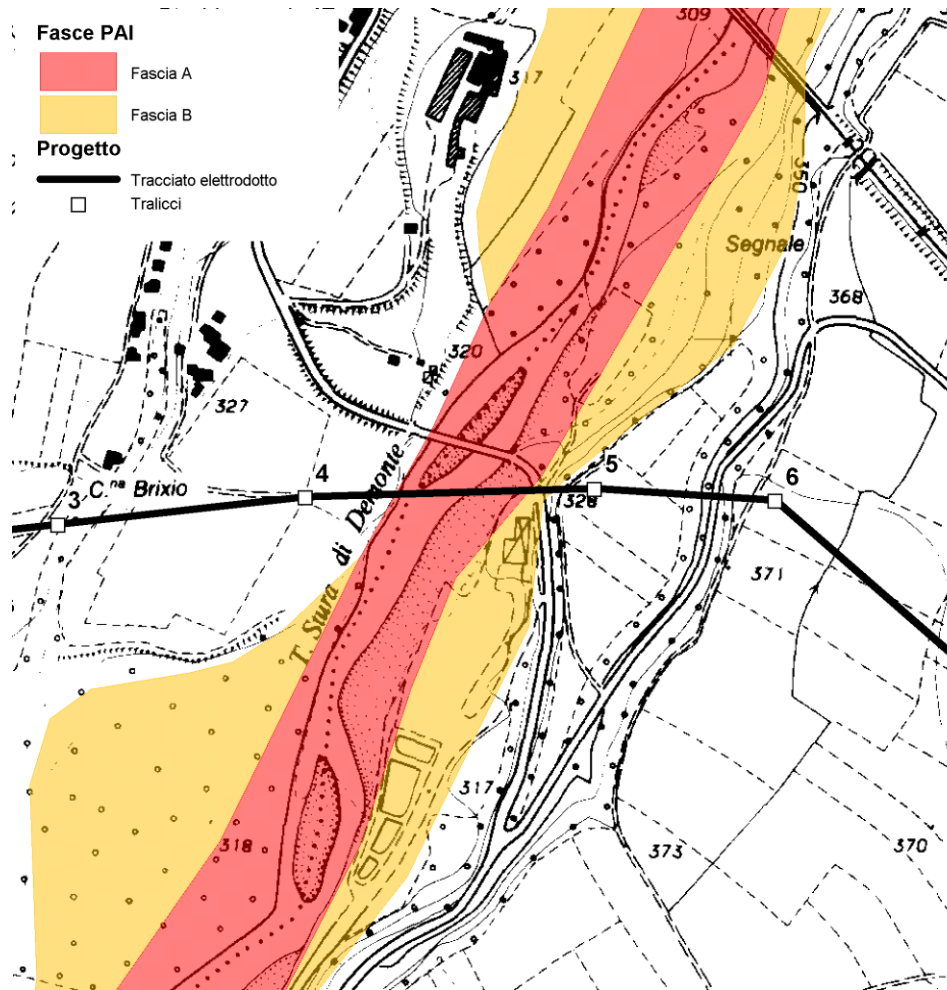 Fasce PAI
Fascia A
Fascia B
Progetto
Tracciato elettrodotto
Tralicci
309
317
350
Segnale
368
320
327
4
5
3
C.na Brixio
6
328
T. Stura di Demonte
371
317
318
373
370